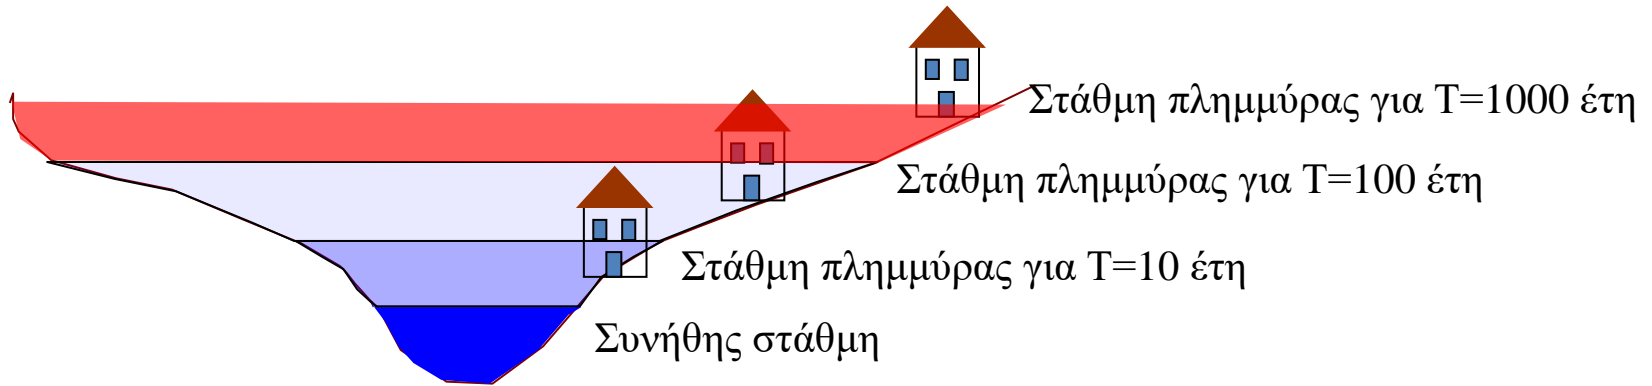 Στάθμη πλημμύρας για Τ=1000 έτη
Στάθμη πλημμύρας για Τ=100 έτη
Στάθμη πλημμύρας για Τ=10 έτη
Συνήθης στάθμη